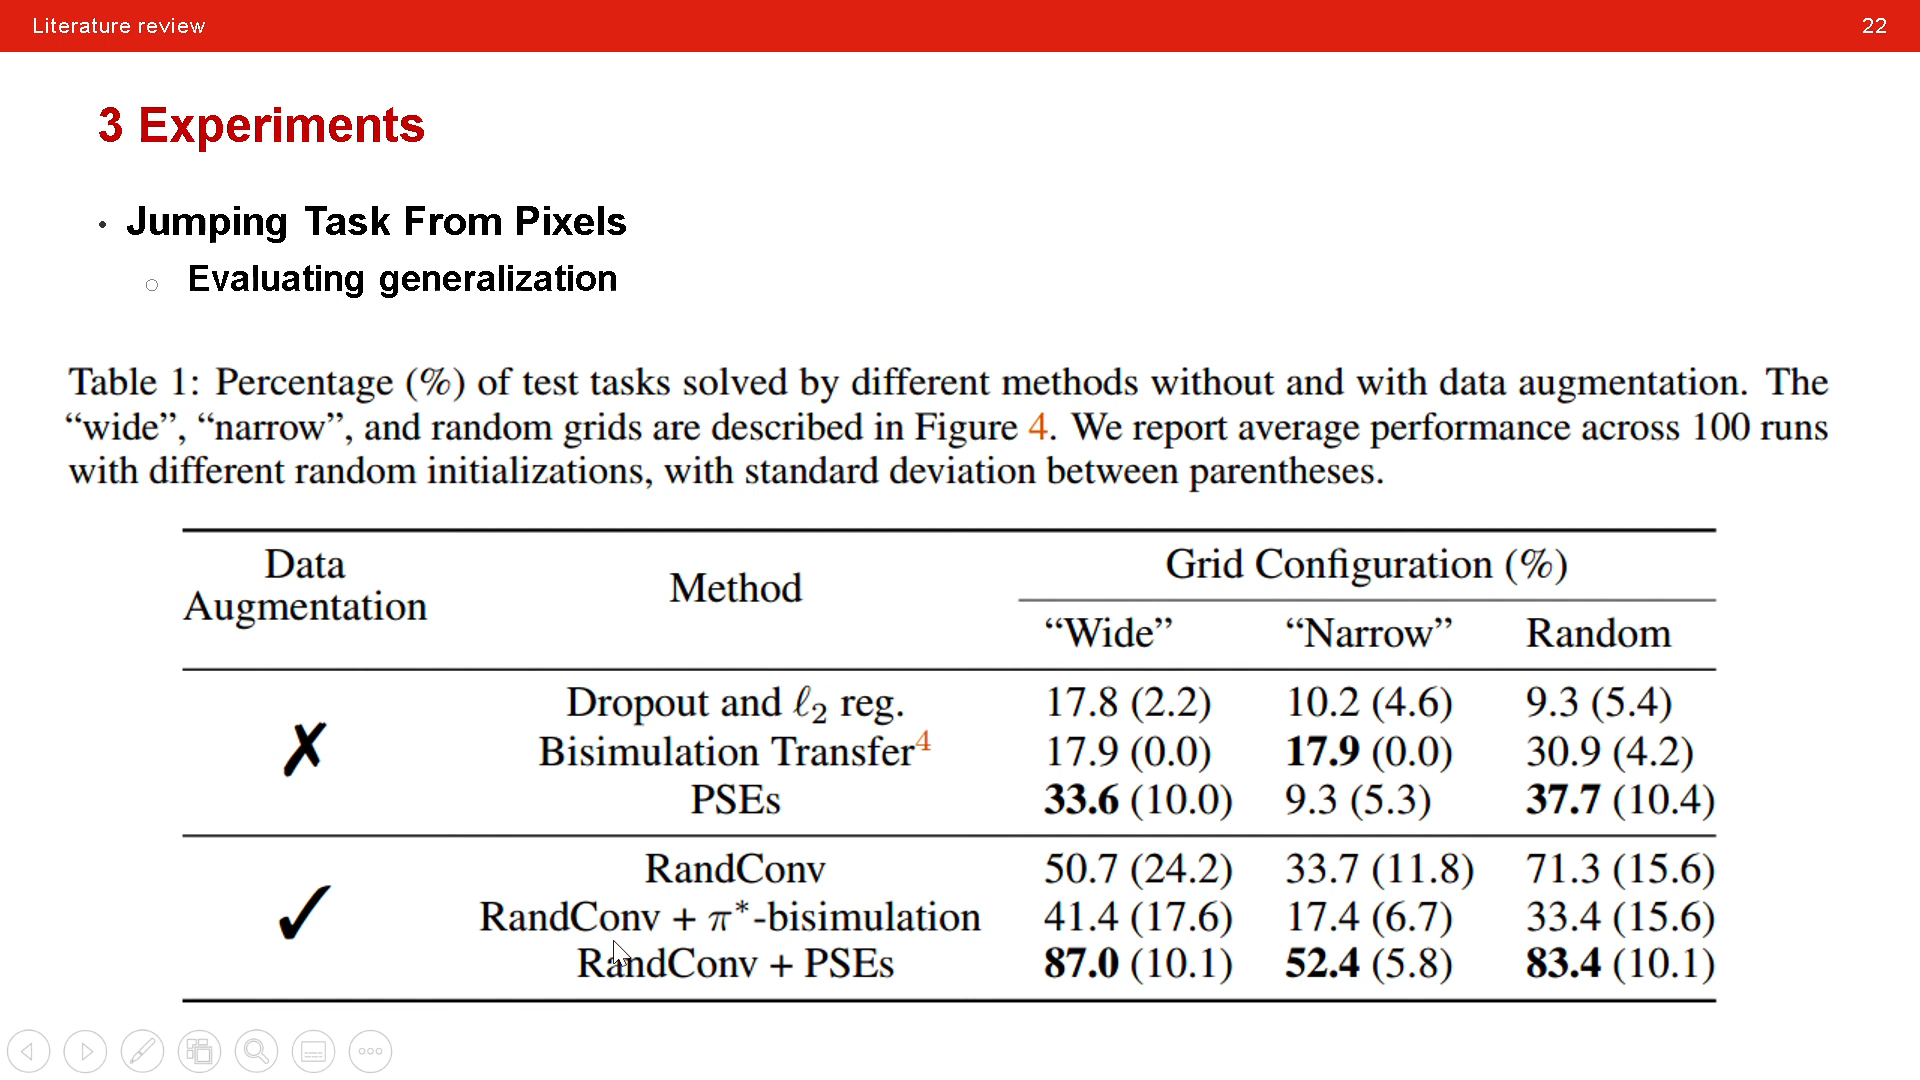 Literature review
22
3 Experiments
• Jumping Task From Pixels
○ Evaluating generalization
Table 1: Percentage (%) of test tasks solved by different methods without and with data augmentation. The
“wide”, “narrow”, and random grids are described in Figure 4. We report average performance across 100 runs
with different random initializations, with standard deviation between parentheses.
Data Augmentation Method Grid Configuration (%)
“Wide” “Narrow” Random
✗ Dropout and ℓ2 reg. 17.8 (2.2) 10.2 (4.6) 9.3 (5.4)
Bisimulation Transfer4 17.9 (0.0) 17.9 (0.0) 30.9 (4.2)
PSEs 33.6 (10.0) 9.3 (5.3) 37.7 (10.4)
✓ RandConv 50.7 (24.2) 33.7 (11.8) 71.3 (15.6)
RandConv + π*-bisimulation 41.4 (17.6) 17.4 (6.7) 33.4 (15.6)
RandConv + PSEs 87.0 (10.1) 52.4 (5.8) 83.4 (10.1)